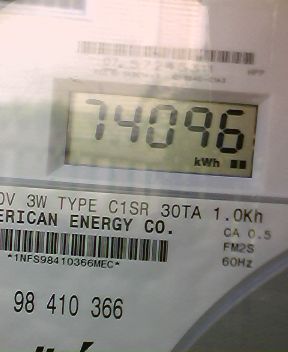 74096
kWh
0V 3W TYPE C1SR 30TA 1.0Kh
ERICAN ENERGY CO.
CA 0.5
FM2S
*1NFS98410366MEC*
60Hz
98 410 366